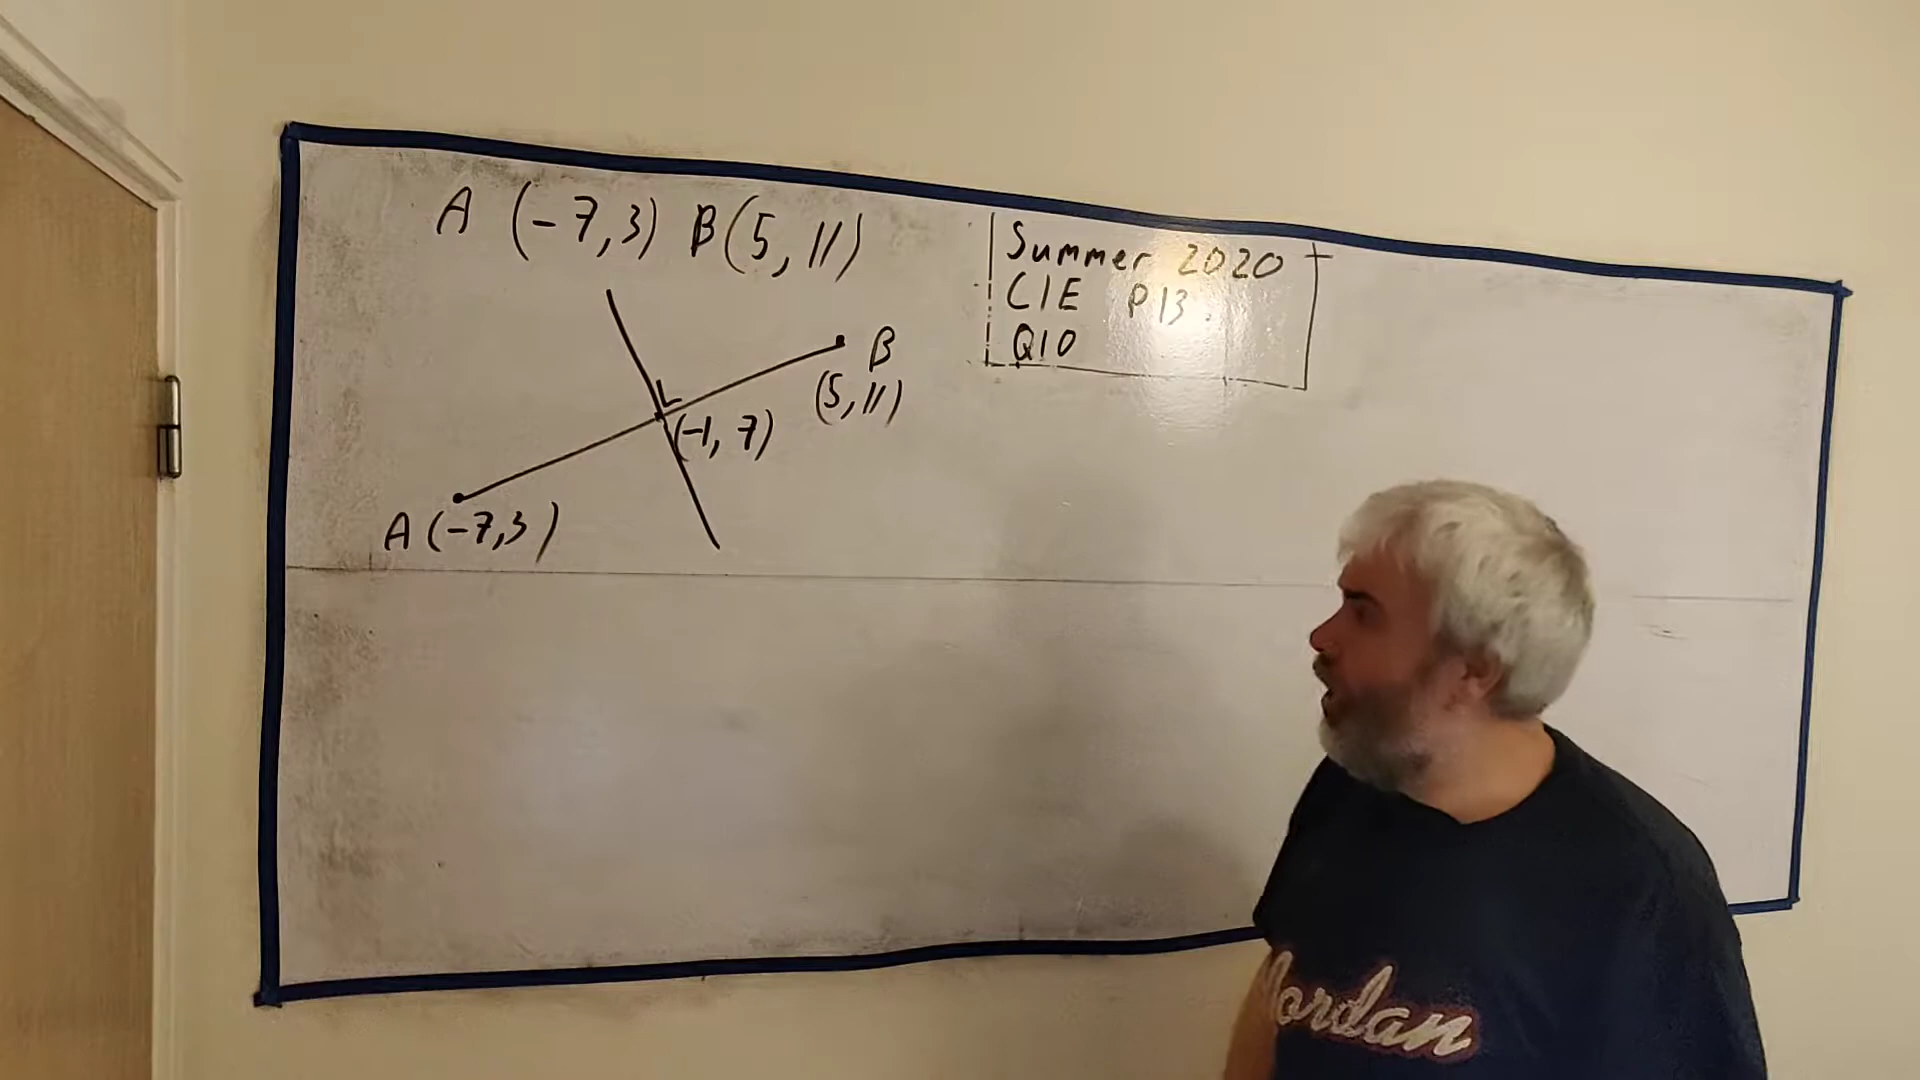 A (-7,3) B(5,11)
Summer 2020
CIE P13.
Q10
B
(5,11)
(-1, 7)
A (-7,3)
Jordan